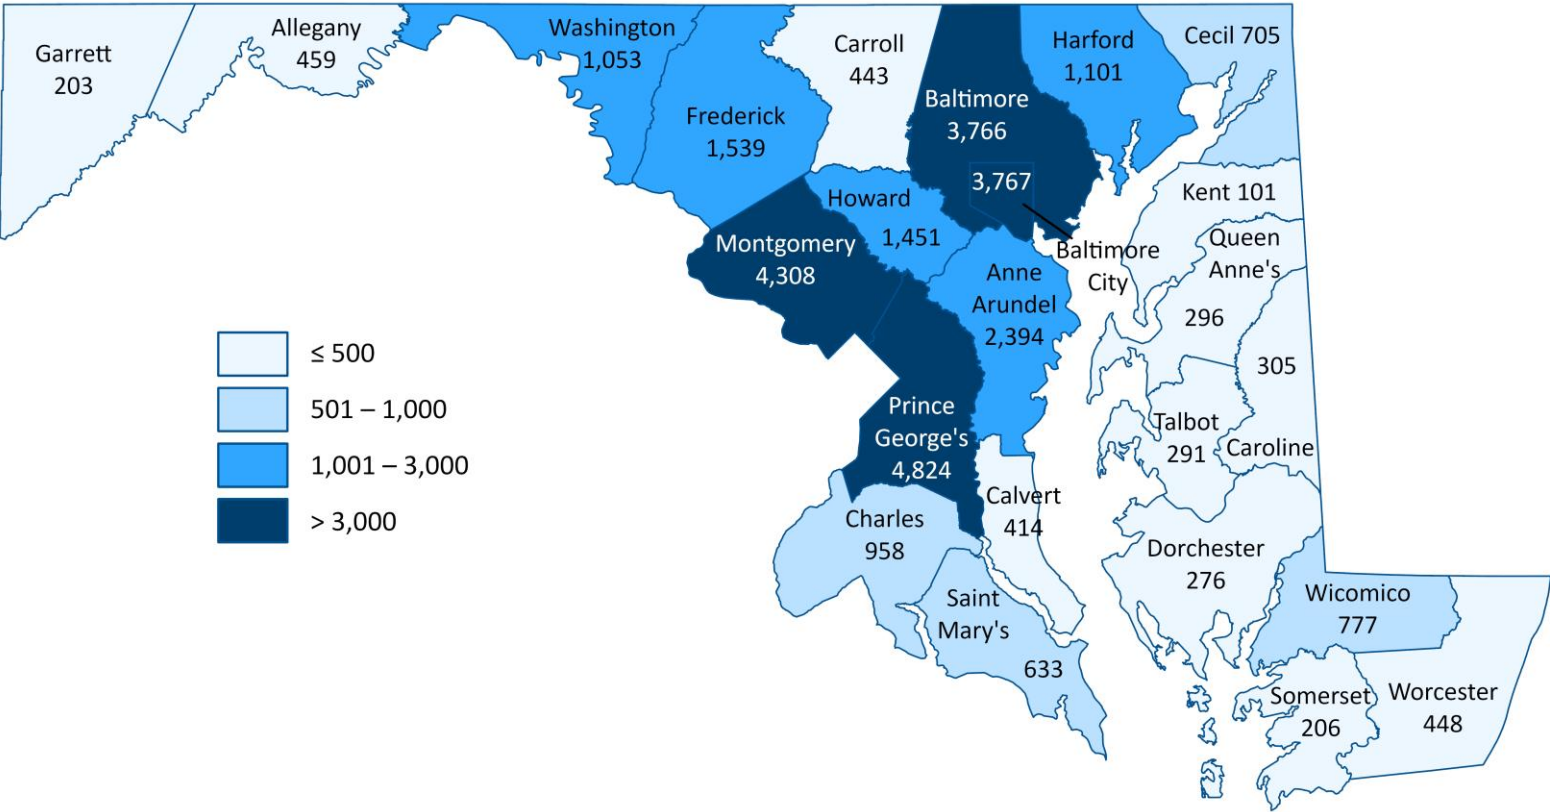 Garrett
203
Allegany
459
Washington
1,053
Frederick
1,539
Carroll
443
Baltimore
3,766
3,767
Baltimore
City
Harford
1,101
Cecil 705
Kent 101
Queen
Anne's
296
305
Caroline
Talbot
291
Howard
1,451
Montgomery
4,308
Anne
Arundel
2,394
Prince
George's
4,824
Calvert
414
Charles
958
Saint
Mary's
633
Dorchester
276
Wicomico
777
Somerset
206
Worcester
448
≤ 500
501 – 1,000
1,001 – 3,000
> 3,000